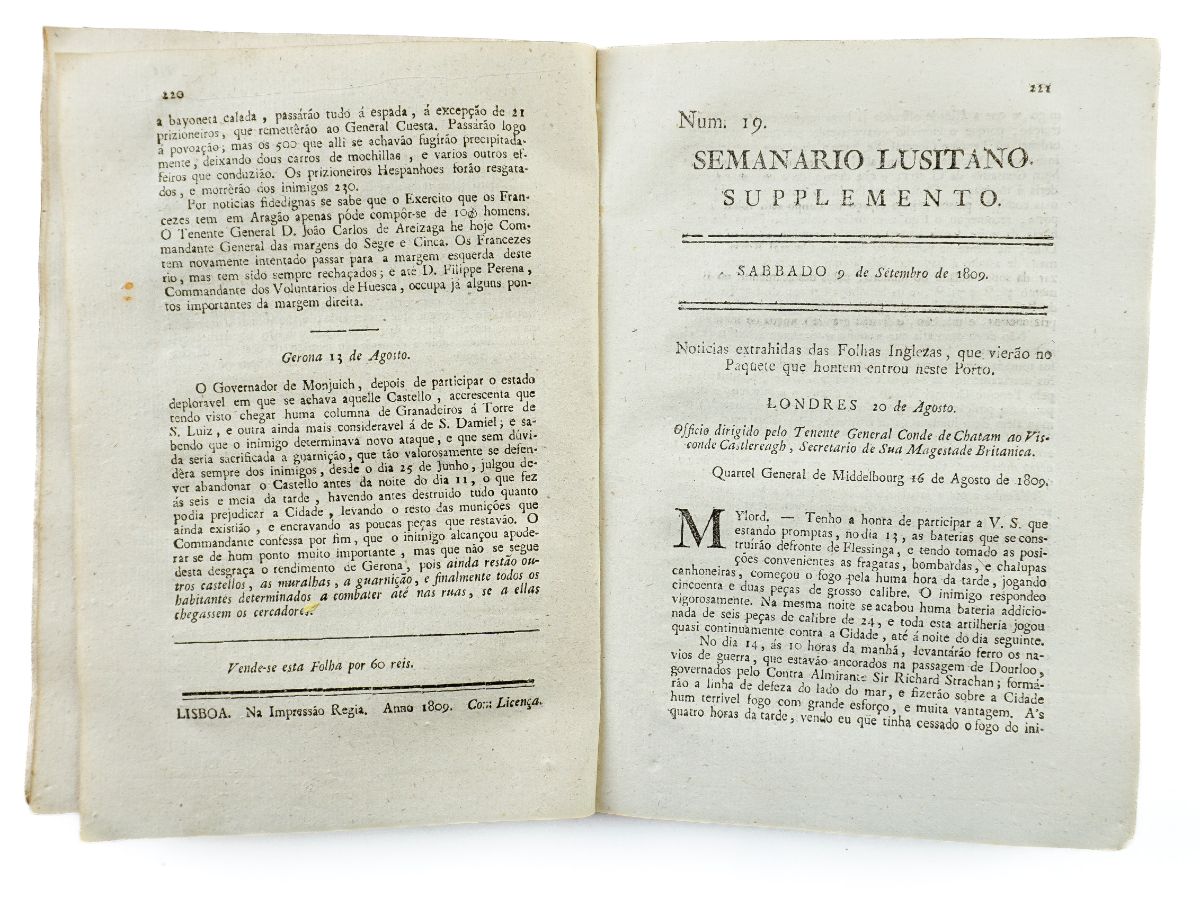 220
a bayoneta calada, passárão tudo á espada, á excepção de 21
prizioneiros, que remettêrão ao General Cuesta. Passárão logo
á povoação; mas os 500 que alli se achavão fugírão precipitada-
mente, deixando dous carros de mochillas, e varios outros ef-
feiros que conduzião. Os prizioneiros Hespanhoes forão resgata-
dos, e morrêrão dos inimigos 230.
Por noticias fidedignas se sabe que o Exercito que os Fran-
cezes tem em Aragão apenas póde compôr-se de homens.
O Tenente General D. João Carlos de Areizaga he hoje Com-
mandante General das margens do Segre e Cinca. Os Francezes
tem novamente intentado passar para a margem esquerda deste
rio, mas tem sido sempre rechaçados; e até D. Filippe Perena,
Commandante dos Voluntarios de Huesca, occupa já alguns pon-
tos importantes da margem direita.
Gerona 13 de Agosto.
O Governador de Monjuich, depois de participar o estado
deploravel em que se achava aquelle Castello, accrescenta que
tendo visto chegar huma columna de Granadeiros á Torre de
S. Luiz, e outra ainda mais consideravel á de S. Damiel; e sa-
bendo que o inimigo determinava novo ataque, e que sem dúvi-
da seria sacrificada a guarnição, que tão valorosamente se defen-
dêra sempre dos inimigos, desde o dia 25 de Junho, julgou de-
ver abandonar o Castello antes da noite do dia 11, o que fez
ás seis e meia da tarde, havendo antes destruido tudo quanto
podia prejudicar a Cidade, levando o resto das munições que
ainda existião, e encravando as poucas peças que restavão. O
Commandante confessa por fim, que o inimigo alcançou apode-
rar-se de hum ponto muito importante, mas que não se segue
desta desgraça o rendimento de Gerona, pois ainda restão ou-
tros castellos, as muralhas, a guarnição, e finalmente todos os
habitantes determinados a combater até nas ruas, se a ellas
chegassem os cercadores.
Vende-se esta Folha por 60 reis.
LISBOA. Na Impressão Regia. Anno 1809. Com Licença.
221
Num. 19.
SEMANARIO LUSITANO.
SUPPLEMENTO.
SABBADO 9 de Setembro de 1809.
Noticias extrahidas das Folhas Inglezas, que vierão no
Paquete que hontem entrou neste Porto.
LONDRES 20 de Agosto.
Officio dirigido pelo Tenente General Conde de Chatam ao Vis-
conde Castlereagh, Secretario de Sua Magestade Britanica.
Quartel General de Middelbourg 16 de Agosto de 1809.
MYlord. — Tenho a honra de participar a V. S. que
estando promptas, no dia 13, as baterias que se cons-
truírão defronte de Flessinga, e tendo tomado as posi-
ções convenientes as fragatas, bombardas, e chalupas
canhoneiras, começou o fogo pela huma hora da tarde, jogando
cincoenta e duas peças de grosso calibre. O inimigo respondeo
vigorosamente. Na mesma noite se acabou huma bateria addicio-
nada de seis peças de calibre de 24, e toda esta artilheria jogou
quasi continuamente contra a Cidade, até á noite do dia seguinte.
No dia 14, ás 10 horas da manhã, levantárão ferro os na-
vios de guerra, que estavão ancorados na passagem de Dourloo,
governados pelo Contra Almirante Sir Richard Strachan; formá-
rão a linha de defeza do lado do mar, e fizerão sobre a Cidade
hum terrivel fogo com grande esforço, e muita vantagem. A's
quatro horas da tarde, vendo eu que tinha cessado o fogo do ini-